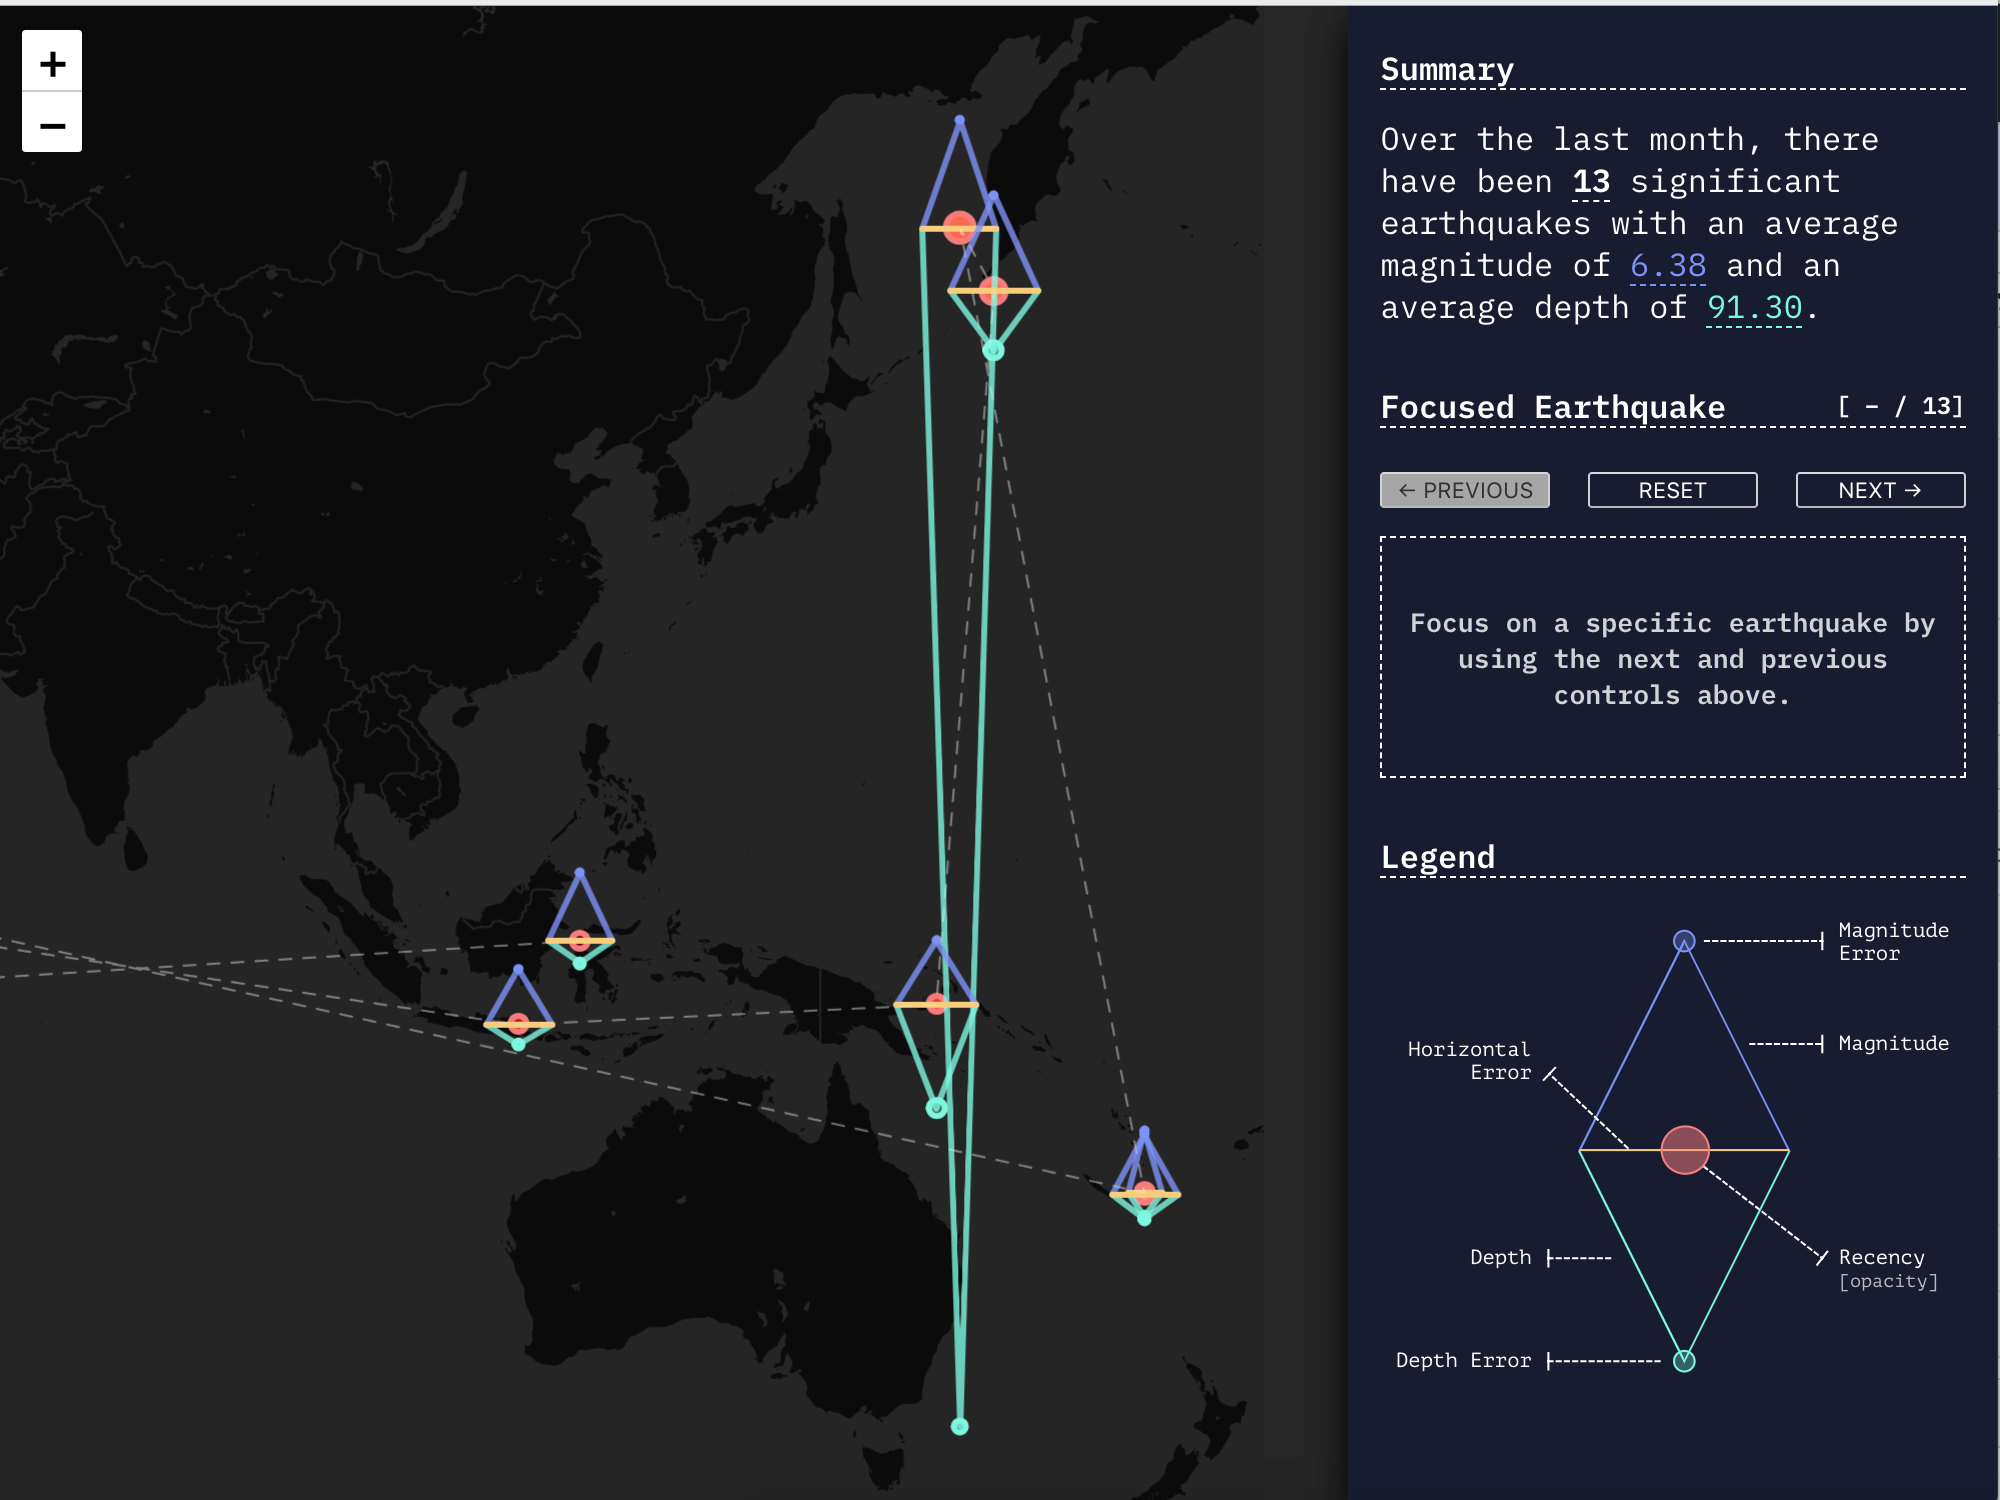 +
−
Summary
Over the last month, there
have been 13 significant
earthquakes with an average
magnitude of 6.38 and an
average depth of 91.30.
Focused Earthquake [ – / 13]
← PREVIOUS
RESET
NEXT →
Focus on a specific earthquake by
using the next and previous
controls above.
Legend
Magnitude
Error
Horizontal
Error
Magnitude
Depth
Recency
[opacity]
Depth Error